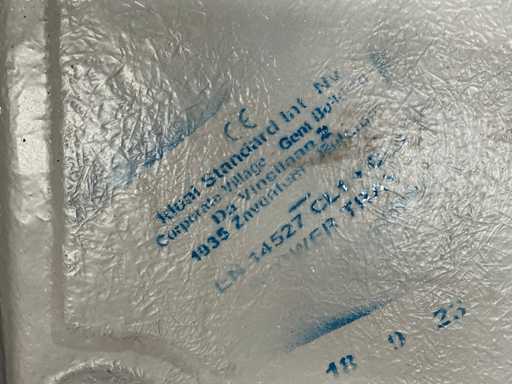 CE
Ideal Standard Int. NV
Corporate Village - Gent Building
Da Vincilaan 2
1935 Zaventem
EN 14527 CL1
SHOWER TRAY
18 9 23